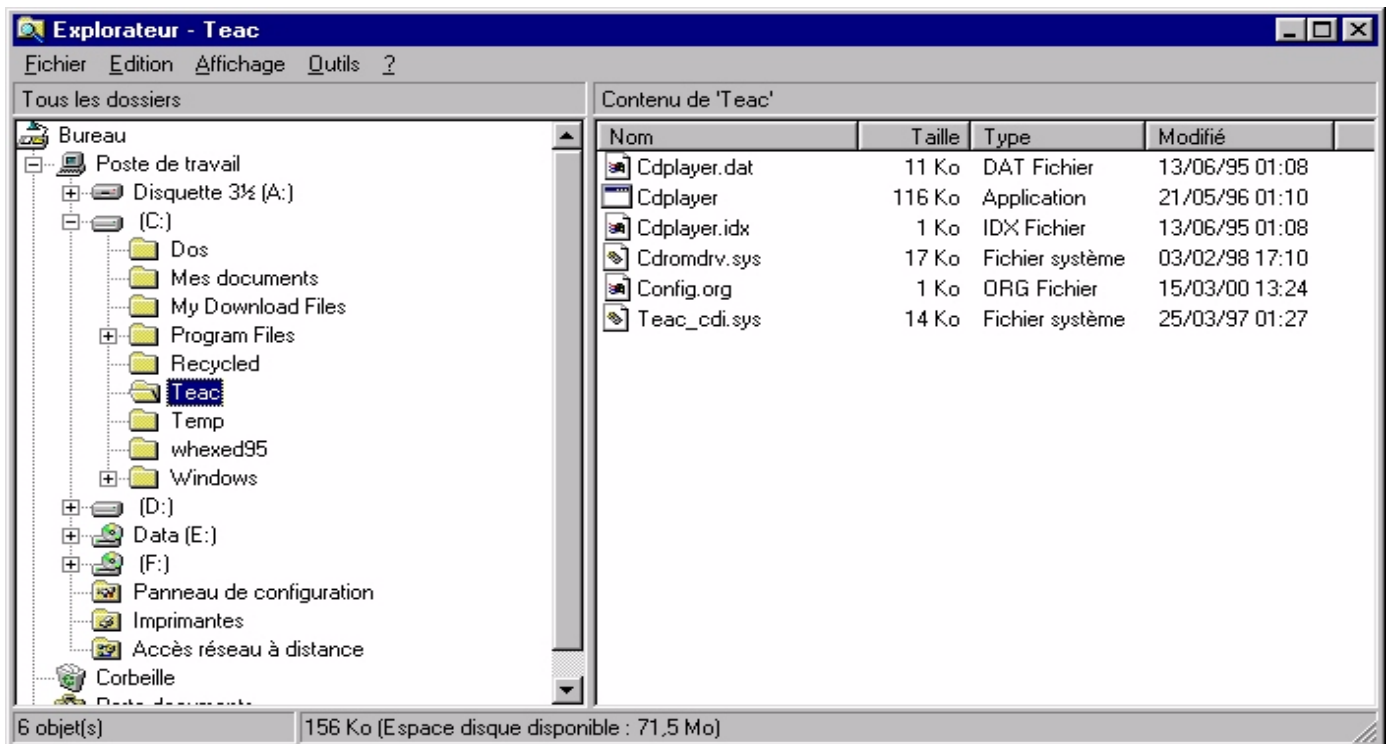 Explorateur - Teac
Fichier Edition Affichage Outils ?
Tous les dossiers
Contenu de 'Teac'
Bureau
Poste de travail
Disquette 3½ (A:)
(C:)
Dos
Mes documents
My Download Files
Program Files
Recycled
Teac
Temp
whexed95
Windows
(D:)
Data (E:)
(F:)
Panneau de configuration
Imprimantes
Accès réseau à distance
Corbeille
Nom Taille Type Modifié
Cdplayer.dat 11 Ko DAT Fichier 13/06/95 01:08
Cdplayer 116 Ko Application 21/05/96 01:10
Cdplayer.idx 1 Ko IDX Fichier 13/06/95 01:08
Cdromdrv.sys 17 Ko Fichier système 03/02/98 17:10
Config.org 1 Ko ORG Fichier 15/03/00 13:24
Teac_cdi.sys 14 Ko Fichier système 25/03/97 01:27
6 objet(s)
156 Ko (Espace disque disponible : 71,5 Mo)